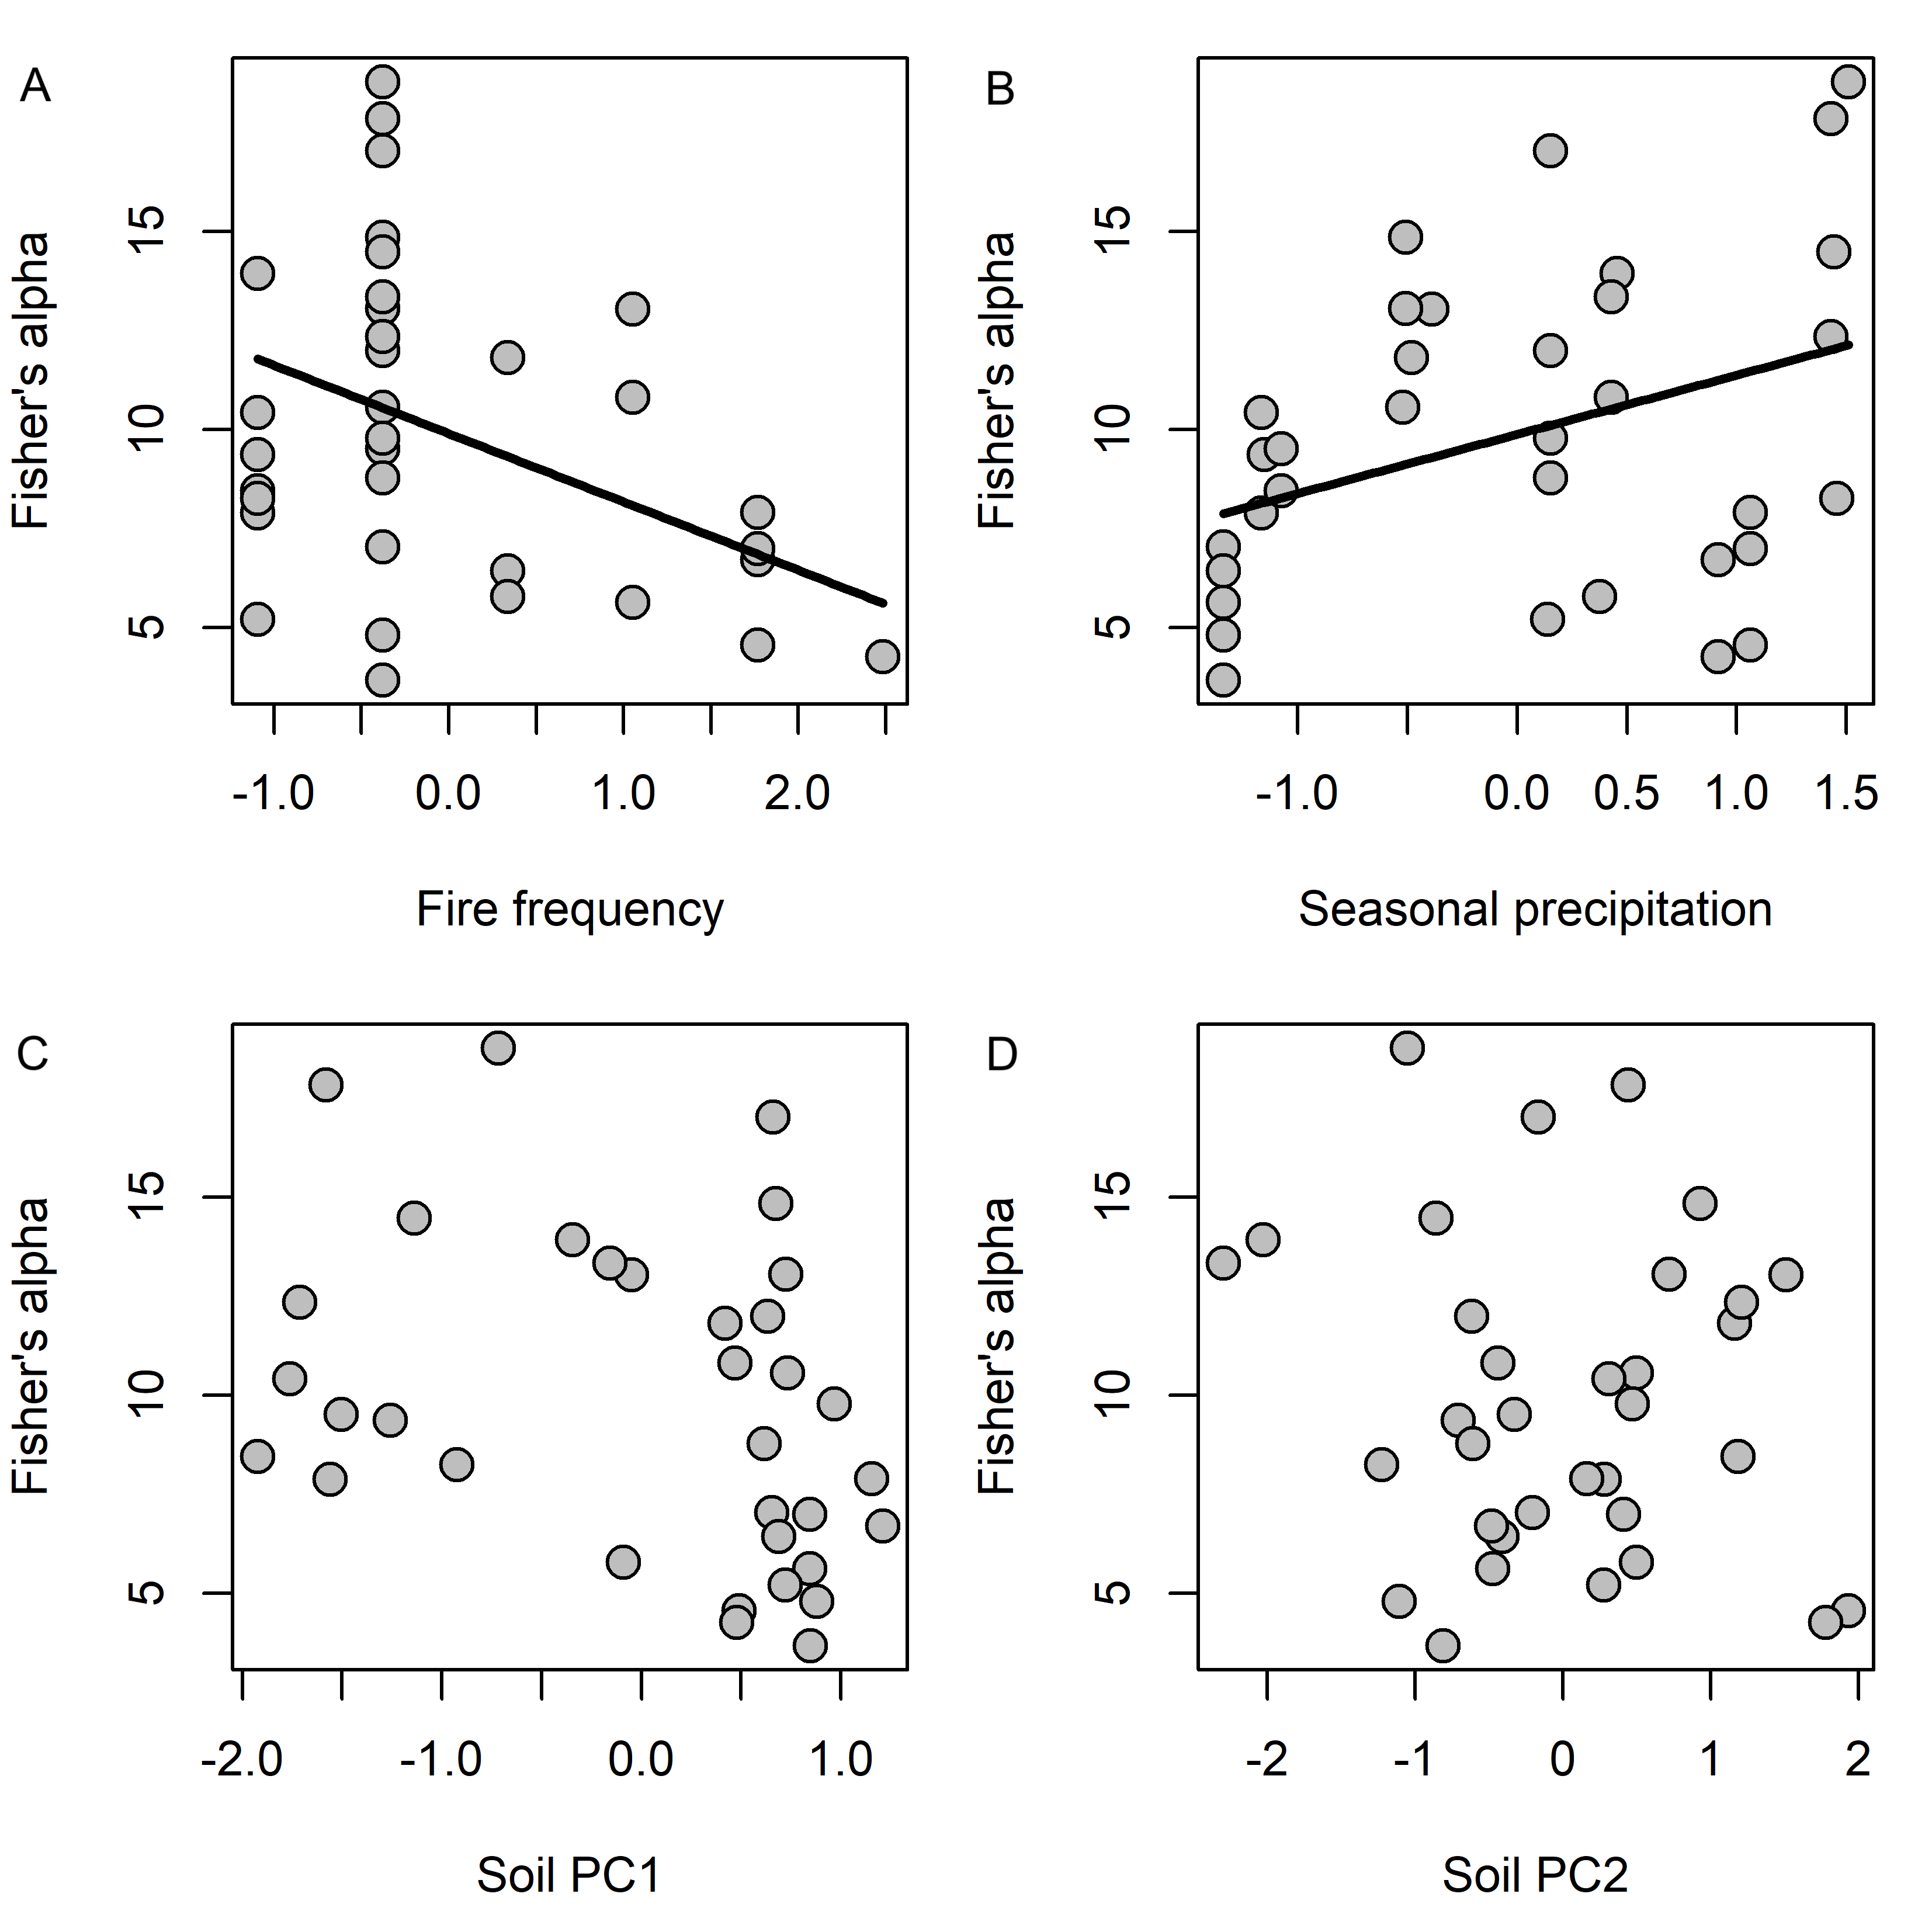 A
Fisher's alpha
15
10
5
-1.0 0.0 1.0 2.0
Fire frequency
B
Fisher's alpha
15
10
5
-1.0 0.0 0.5 1.0 1.5
Seasonal precipitation
C
Fisher's alpha
15
10
5
-2.0 -1.0 0.0 1.0
Soil PC1
D
Fisher's alpha
15
10
5
-2 -1 0 1 2
Soil PC2